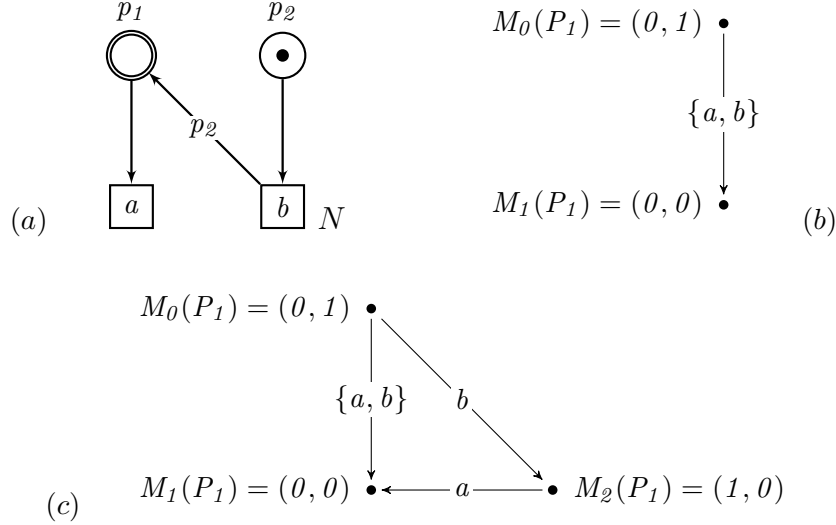 p₁ p₂
M₀(P₁) = (0, 1)
{a, b}
p₂
a b N
M₁(P₁) = (0, 0)
(a) (b)
M₀(P₁) = (0, 1)
{a, b} b
M₁(P₁) = (0, 0) a M₂(P₁) = (1, 0)
(c)